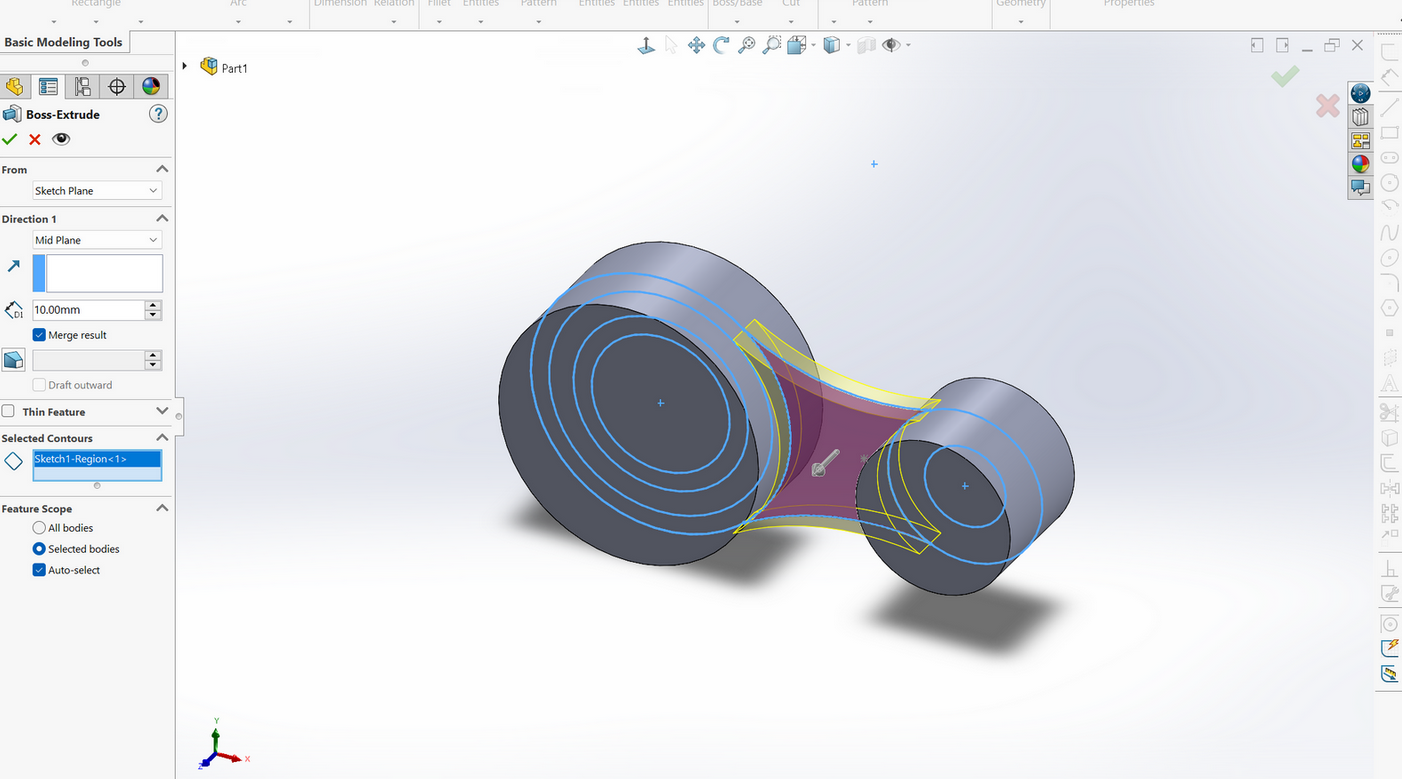 Rectangle Arc Dimension Relation Fillet Entities Pattern Entities Entities Entities Boss/Base Cut Pattern Geometry Properties
Basic Modeling Tools
Part1
Boss-Extrude
?
From
Sketch Plane
Direction 1
Mid Plane
D1
10.00mm
Merge result
Draft outward
Thin Feature
Selected Contours
Sketch1-Region<1>
Feature Scope
All bodies
Selected bodies
Auto-select
Y
X
Z